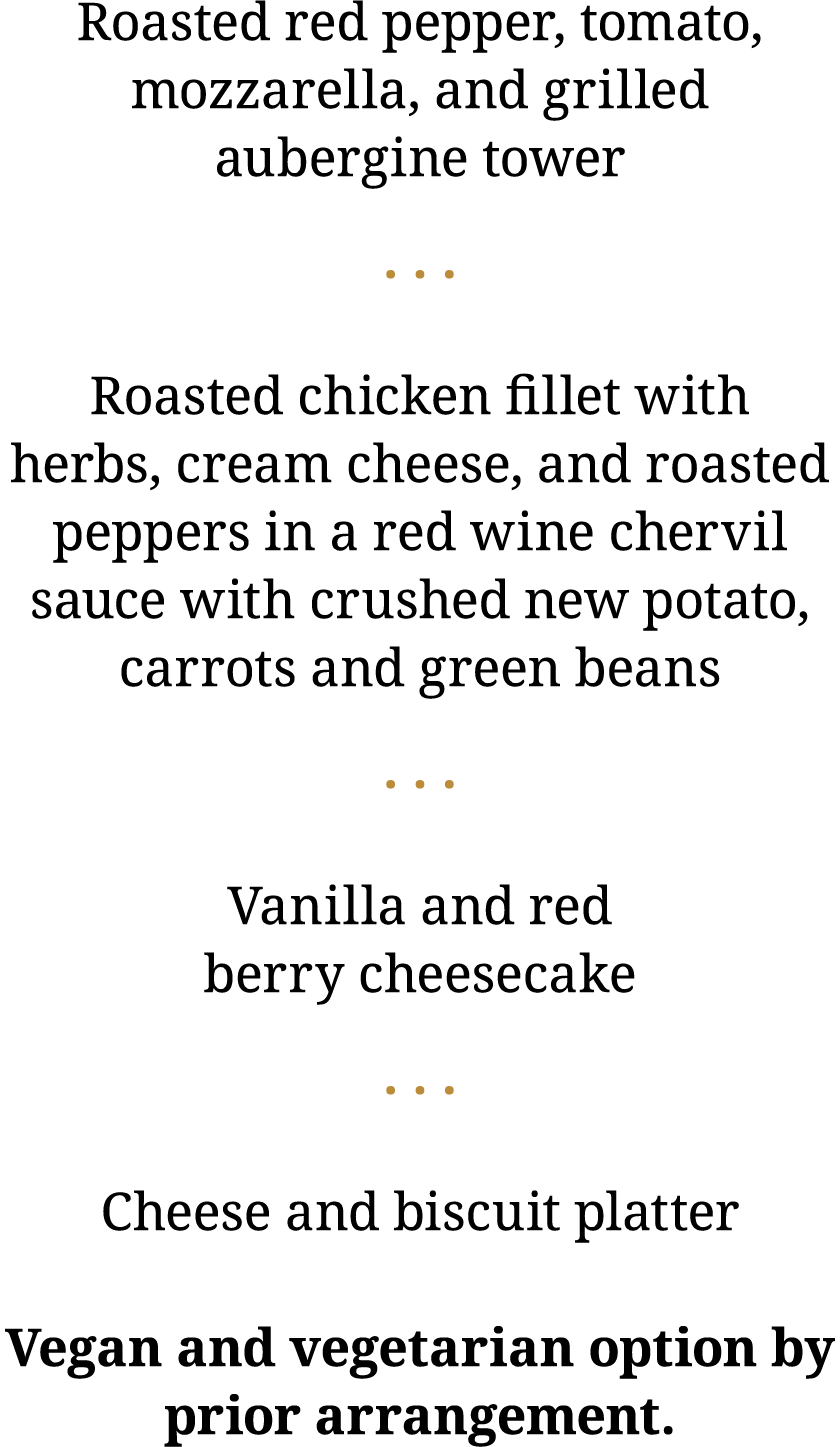 Roasted red pepper, tomato,
mozzarella, and grilled
aubergine tower
...
Roasted chicken fillet with
herbs, cream cheese, and roasted
peppers in a red wine chervil
sauce with crushed new potato,
carrots and green beans
...
Vanilla and red
berry cheesecake
...
Cheese and biscuit platter
Vegan and vegetarian option by
prior arrangement.